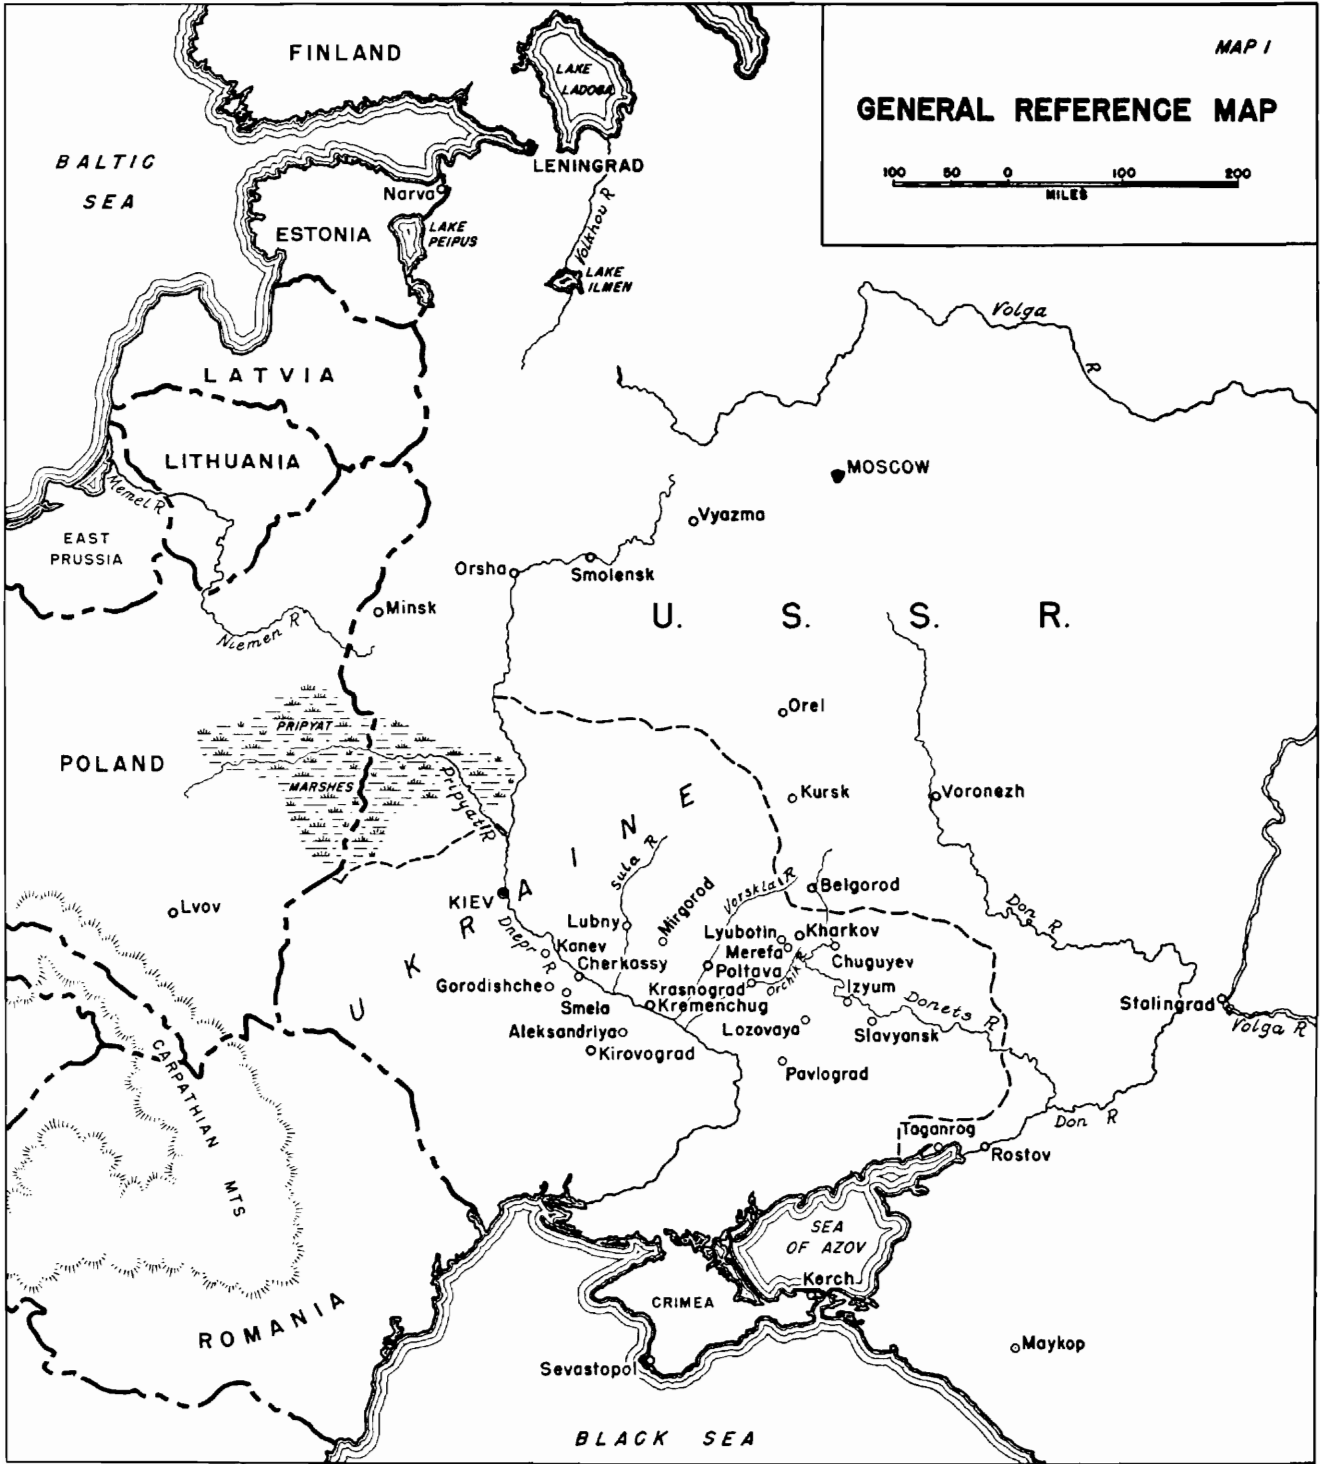 MAP I
GENERAL REFERENCE MAP
100 50 0 100 200
MILES
FINLAND
LAKE
LADOGA
BALTIC
SEA
LENINGRAD
Narva
ESTONIA
LAKE
PEIPUS
Volkhou R
LAKE
ILMEN
Volga R
LATVIA
LITHUANIA
MOSCOW
Memel R
Vyazma
EAST
PRUSSIA
Orsha
Smolensk
Minsk
U. S. S. R.
Niemen R
Orel
PRIPYAT
MARSHES
POLAND
Pripyat R
Kursk
Voronezh
UKRAINE
Sula R
Mirgorod
Vorskla R
Belgorod
KIEV
Lvov
Dnepr R
Don R
Lubny
Lyubotin
Kharkov
Kanev
Merefa
Cherkassy
Poltava
Orchik R
Chuguyev
Gorodishche
Krasnograd
Izyum
Smela
Kremenchug
Donets R
Stalingrad
Volga R
Aleksandriya
Lozovaya
Slavyansk
Kirovograd
Pavlograd
CARPATHIAN MTS
Don R
Taganrog
Rostov
SEA
OF AZOV
Kerch
CRIMEA
ROMANIA
Maykop
Sevastopol
BLACK SEA